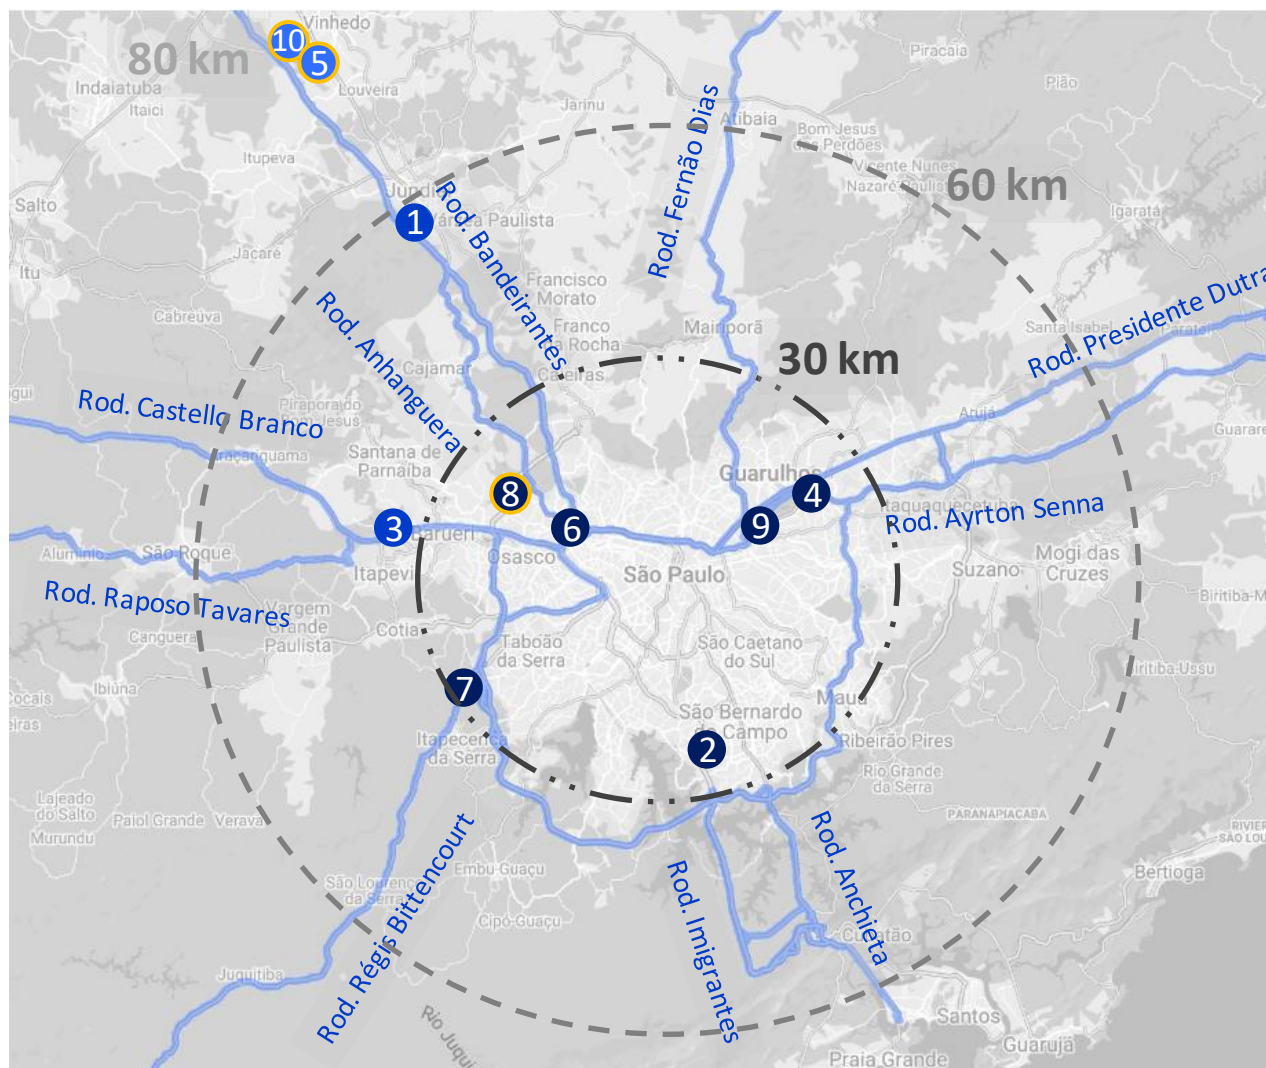 10
5
Vinhedo
80 km
Louveira
Indaiatuba
Itaici
Jarinu
Piracaia
Pião
Atibaia
Bom Jesus
dos Perdões
Itupeva
Vicente Nunes
Nazaré Paulista
60 km
Salto
Igaratá
Jundi
1
Várzea Paulista
Rod. Bandeirantes
Rod. Fernão Dias
Itu
Jacaré
Francisco
Morato
Rod. Anhanguera
Cabreúva
Franco
da Rocha
Mairiporã
Santa Isabel
Rod. Presidente Dutra
30 km
Cajamar
Caieiras
Rod. Castello Branco
Pirapora do
Bom Jesus
Arujá
Guarare
Araçariguama
Santana de
Parnaíba
Guarulhos
8
4
Itaquaquecetuba
Rod. Ayrton Senna
3
Barueri
6
9
Alumínio
São Roque
Osasco
Itapevi
São Paulo
Suzano
Mogi das
Cruzes
Rod. Raposo Tavares
Biritiba-M
Vargem
Grande
Paulista
Canguera
Cotia
Taboão
da Serra
São Caetano
do Sul
Biritiba-Ussu
7
Ibiúna
Mauá
São Bernardo
do Campo
2
Itapecerica
da Serra
Ribeirão Pires
Rio Grande
da Serra
Lajeado
do Salto
Murundu
Paiol Grande
Verava
PARANAPIACABA
RIVIER
SÃO LOU
Rod. Régis Bittencourt
Embu-Guaçu
Rod. Imigrantes
Rod. Anchieta
Bertioga
São Lourenço
da Serra
Cipó-Guaçu
Cubatão
Juquitiba
Santos
Rio Juqui
Guarujá
Praia Grande